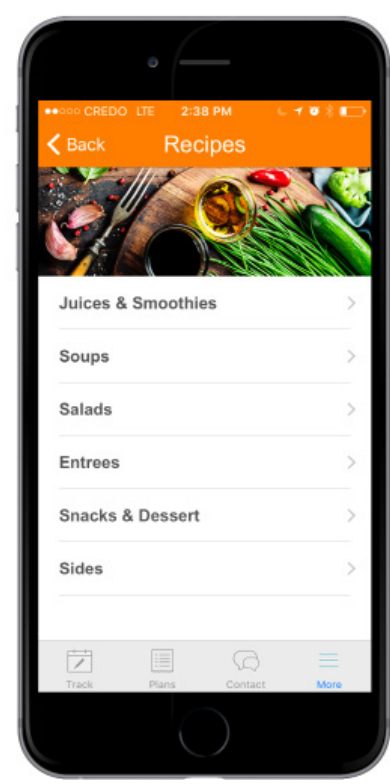 CREDO LTE 2:38 PM
Back Recipes
Juices & Smoothies
Soups
Salads
Entrees
Snacks & Dessert
Sides
Track Plans Contact More